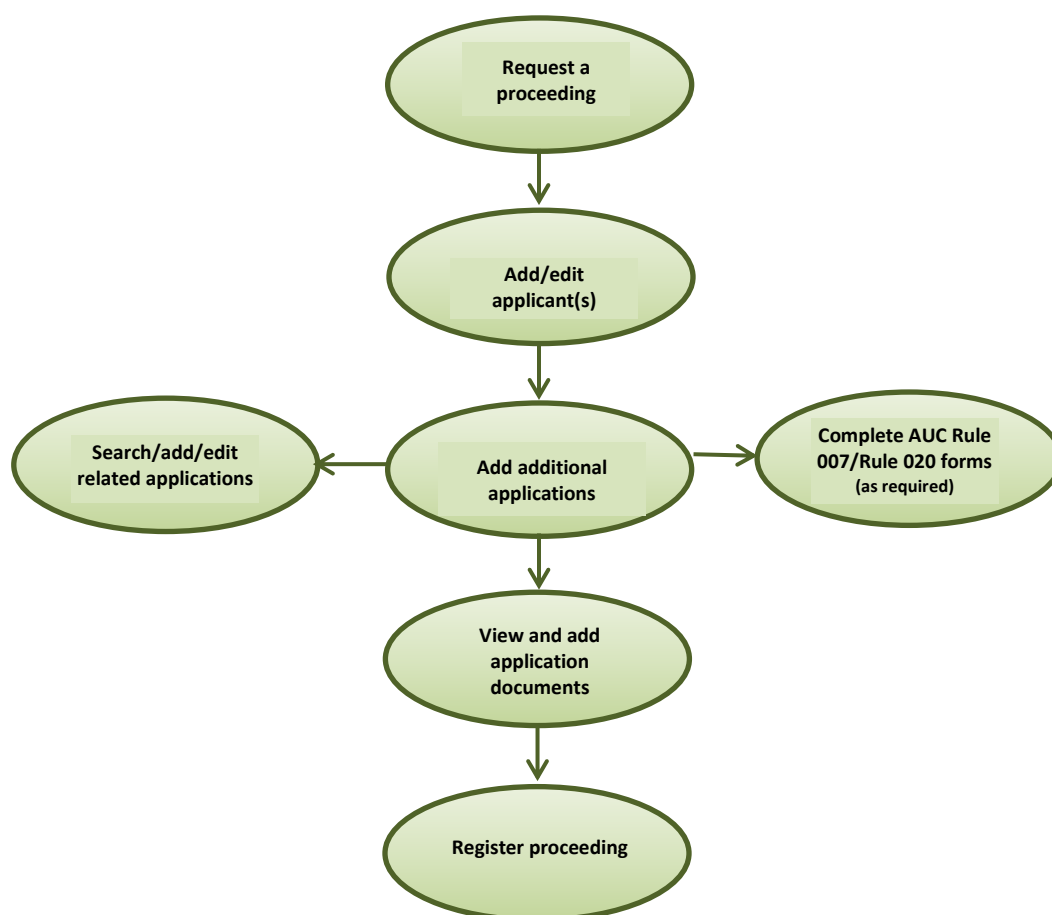 Request a
proceeding
Add/edit
applicant(s)
Search/add/edit
related applications
Add additional
applications
Complete AUC Rule
007/Rule 020 forms
(as required)
View and add
application
documents
Register proceeding